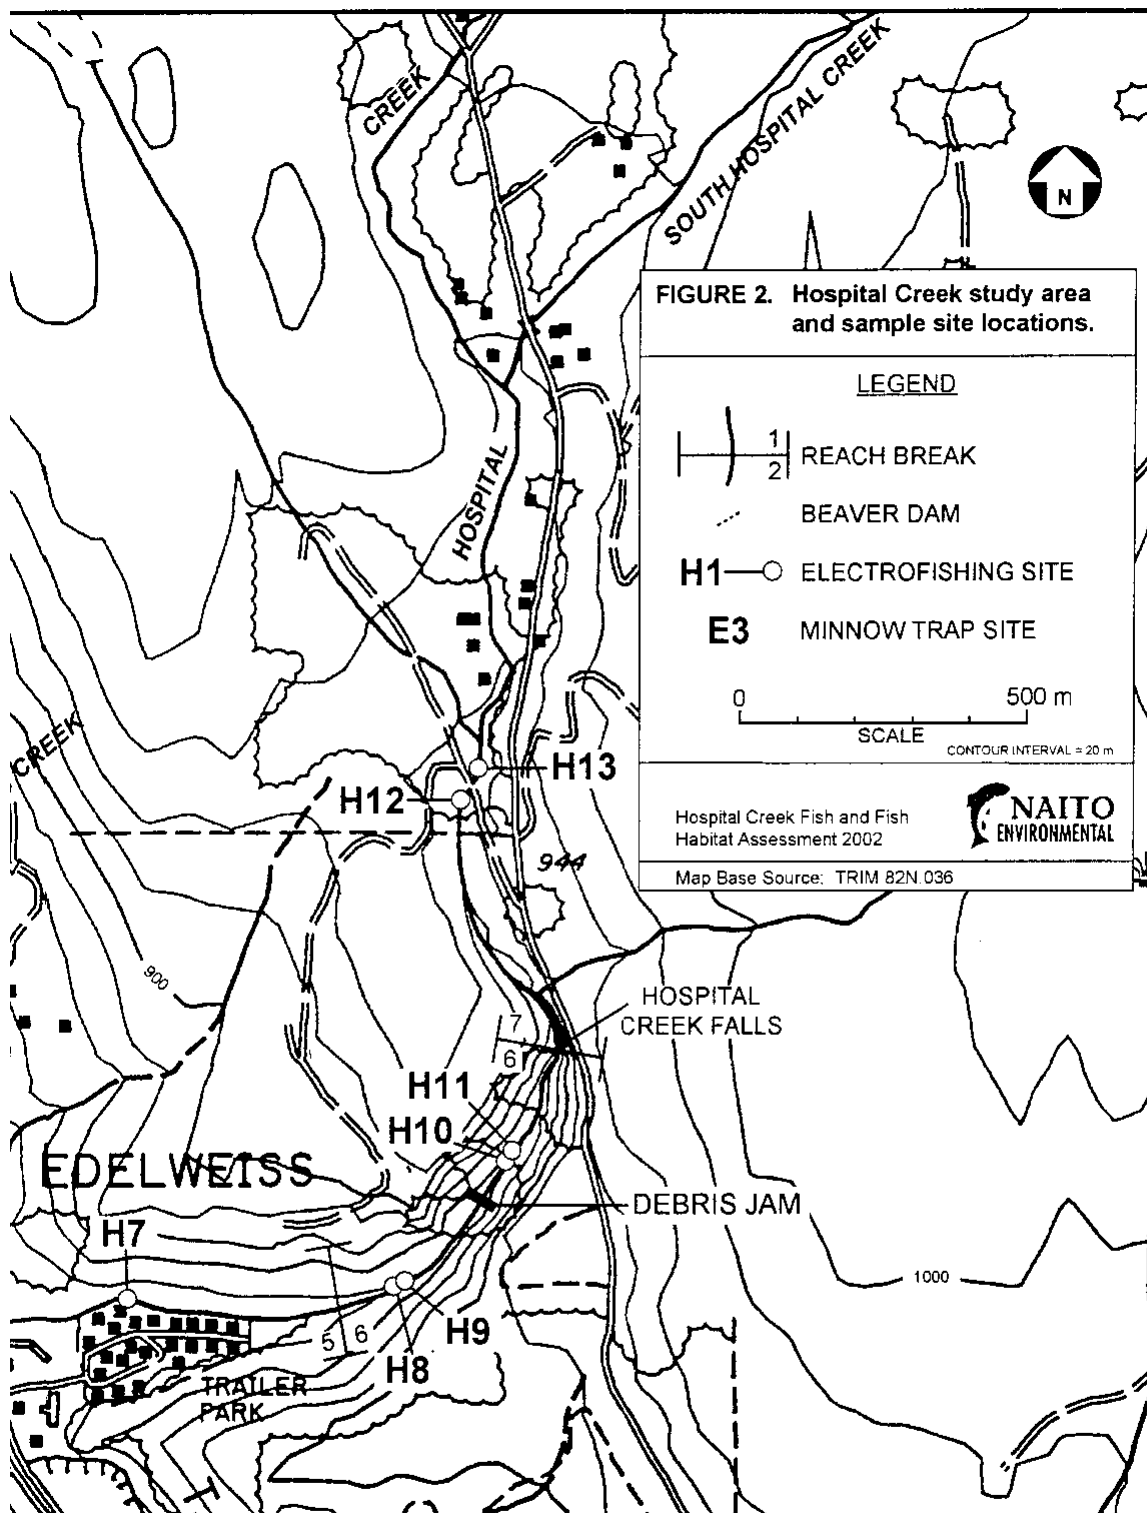 CREEK
SOUTH HOSPITAL CREEK
N
FIGURE 2. Hospital Creek study area
and sample site locations.
LEGEND
1
2
REACH BREAK
BEAVER DAM
H1
ELECTROFISHING SITE
E3
MINNOW TRAP SITE
0
500 m
SCALE
CONTOUR INTERVAL = 20 m
Hospital Creek Fish and Fish
Habitat Assessment 2002
NAITO
ENVIRONMENTAL
Map Base Source: TRIM 82N.036
HOSPITAL
CREEK
H13
H12
944
900
HOSPITAL
CREEK FALLS
7
6
H11
H10
EDELWEISS
DEBRIS JAM
H7
1000
H9
5
6
H8
TRAILER
PARK